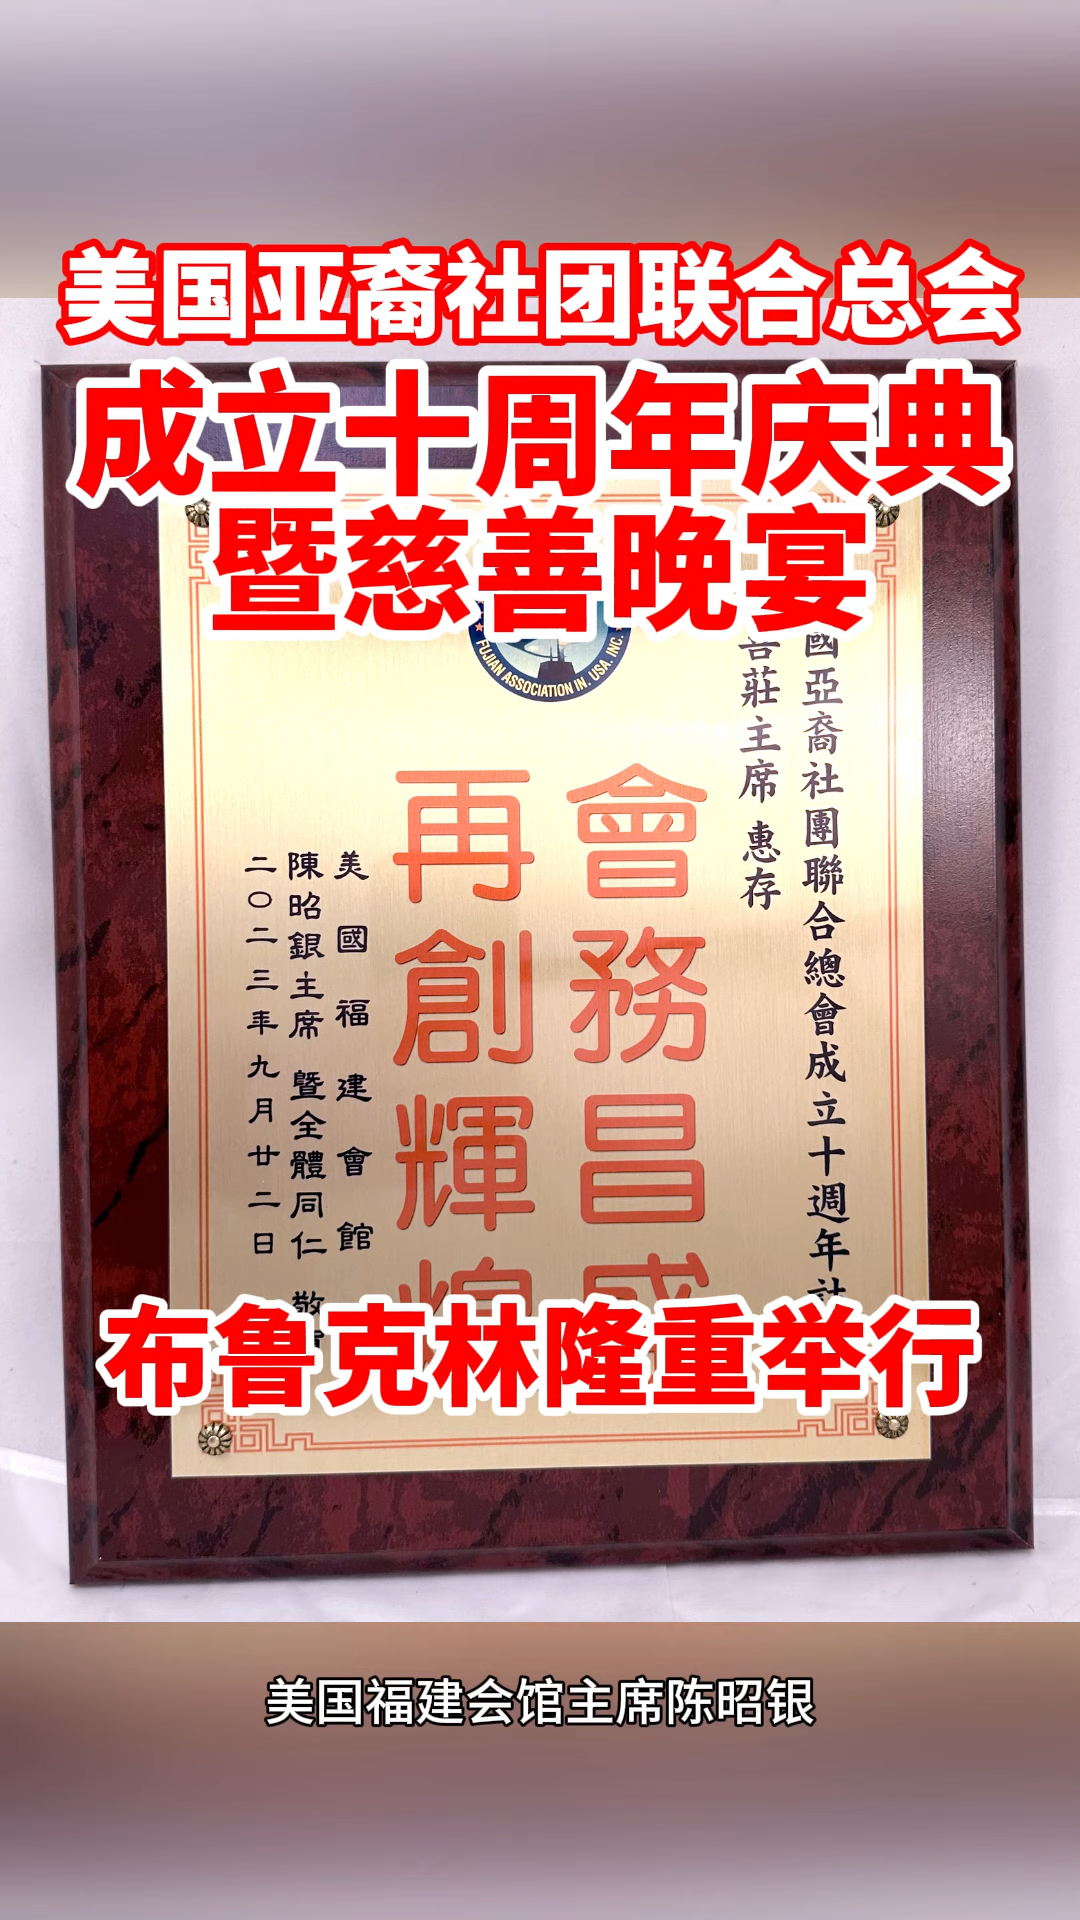 美国亚裔社团联合总会
成立十周年庆典
暨慈善晚宴
FUJIAN ASSOCIATION IN. USA. INC.
國亞裔社團聯合總會成立十週年
莊主席 惠存
會務昌盛
再創輝煌
美國福建會館
陳昭銀主席 暨全體同仁 敬
二〇二三年九月廿二日
布鲁克林隆重举行
美国福建会馆主席陈昭银